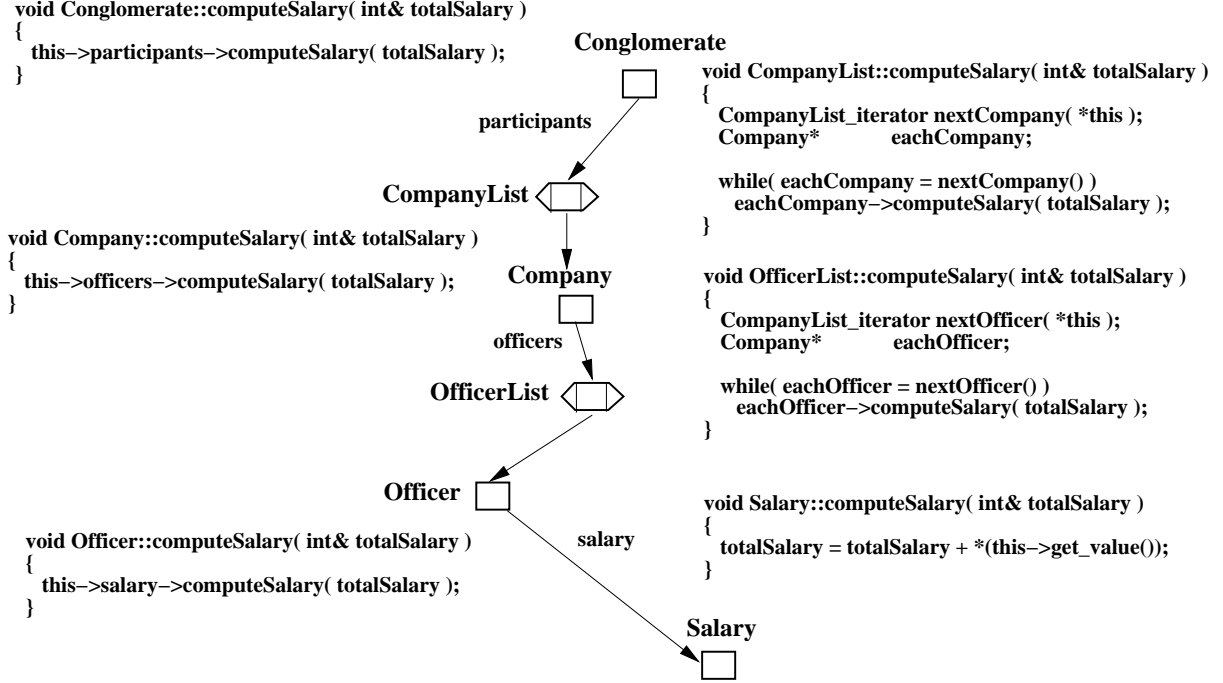 void Conglomerate::computeSalary( int& totalSalary )
{
this−>participants−>computeSalary( totalSalary );
}
Conglomerate
void CompanyList::computeSalary( int& totalSalary )
{
CompanyList_iterator nextCompany( *this );
Company* eachCompany;
while( eachCompany = nextCompany() )
eachCompany−>computeSalary( totalSalary );
}
participants
CompanyList
void Company::computeSalary( int& totalSalary )
{
this−>officers−>computeSalary( totalSalary );
}
Company
officers
void OfficerList::computeSalary( int& totalSalary )
{
CompanyList_iterator nextOfficer( *this );
Company* eachOfficer;
while( eachOfficer = nextOfficer() )
eachOfficer−>computeSalary( totalSalary );
}
OfficerList
Officer
void Officer::computeSalary( int& totalSalary )
{
this−>salary−>computeSalary( totalSalary );
}
salary
void Salary::computeSalary( int& totalSalary )
{
totalSalary = totalSalary + *(this−>get_value());
}
Salary